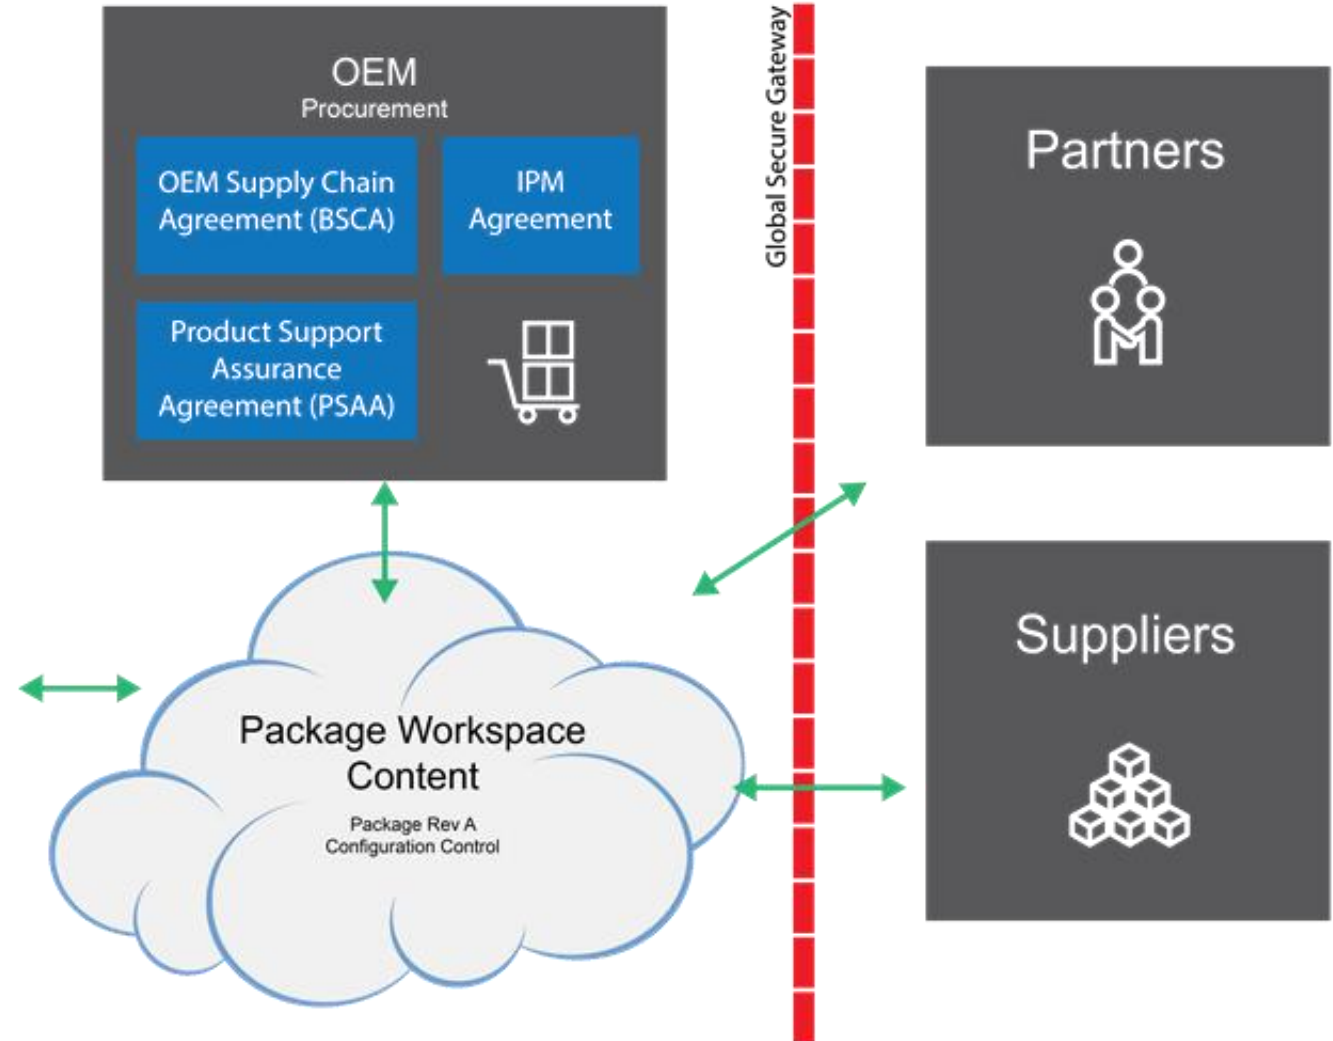 OEM
Procurement
OEM Supply Chain
Agreement (BSCA)
IPM
Agreement
Product Support
Assurance
Agreement (PSAA)
Global Secure Gateway
Partners
Suppliers
Package Workspace
Content
Package Rev A
Configuration Control